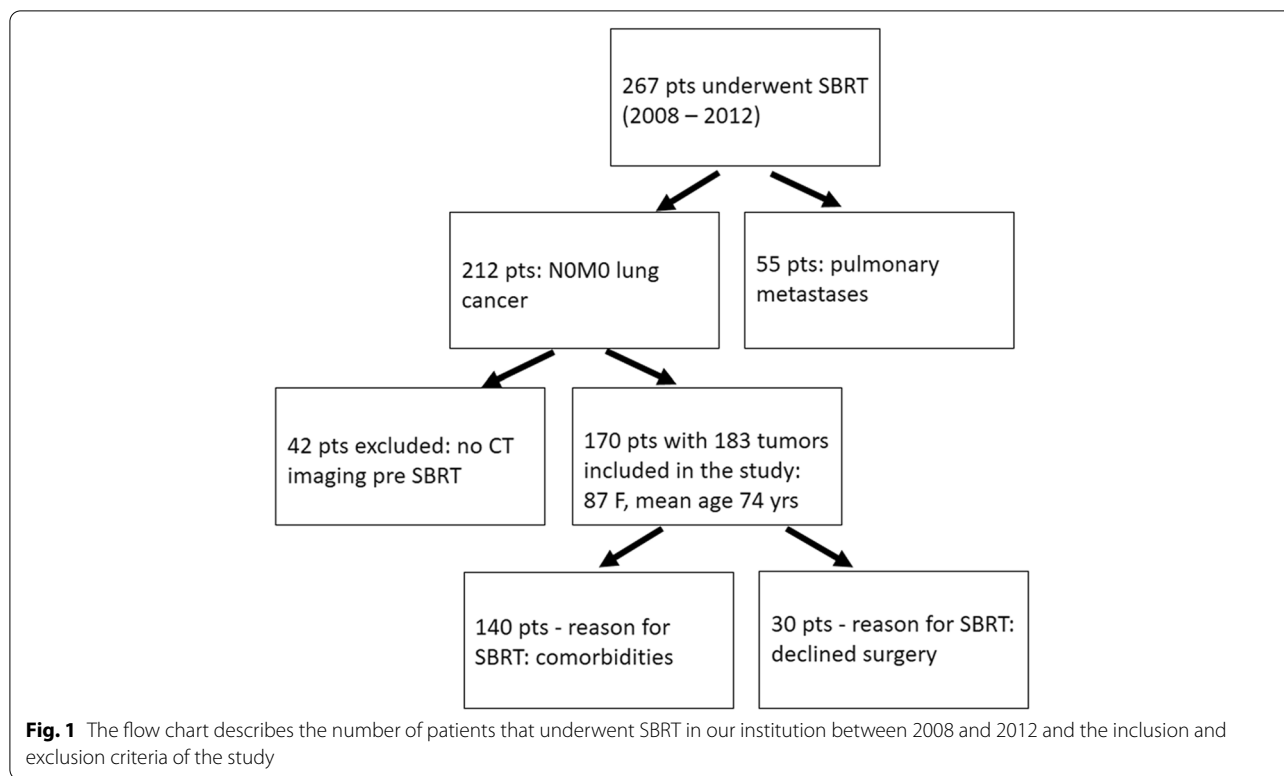 267 pts underwent SBRT
(2008 – 2012)
212 pts: N0M0 lung
cancer
55 pts: pulmonary
metastases
42 pts excluded: no CT
imaging pre SBRT
170 pts with 183 tumors
included in the study:
87 F, mean age 74 yrs
140 pts - reason for
SBRT: comorbidities
30 pts - reason for SBRT:
declined surgery
Fig. 1 The flow chart describes the number of patients that underwent SBRT in our institution between 2008 and 2012 and the inclusion and
exclusion criteria of the study